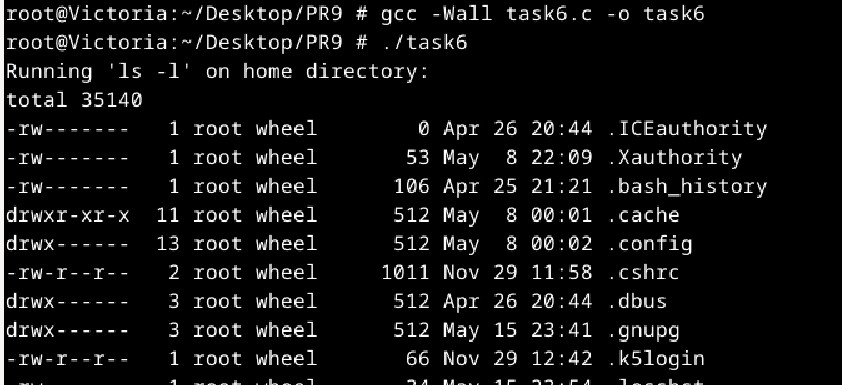 root@Victoria:~/Desktop/PR9 # gcc -Wall task6.c -o task6
root@Victoria:~/Desktop/PR9 # ./task6
Running 'ls -l' on home directory:
total 35140
-rw-------   1 root wheel        0 Apr 26 20:44 .ICEauthority
-rw-------   1 root wheel       53 May  8 22:09 .Xauthority
-rw-------   1 root wheel      106 Apr 25 21:21 .bash_history
drwxr-xr-x  11 root wheel      512 May  8 00:01 .cache
drwx------  13 root wheel      512 May  8 00:02 .config
-rw-r--r--   2 root wheel     1011 Nov 29 11:58 .cshrc
drwx------   3 root wheel      512 Apr 26 20:44 .dbus
drwx------   3 root wheel      512 May 15 23:41 .gnupg
-rw-r--r--   1 root wheel       66 Nov 29 12:42 .k5login
1 root wheel